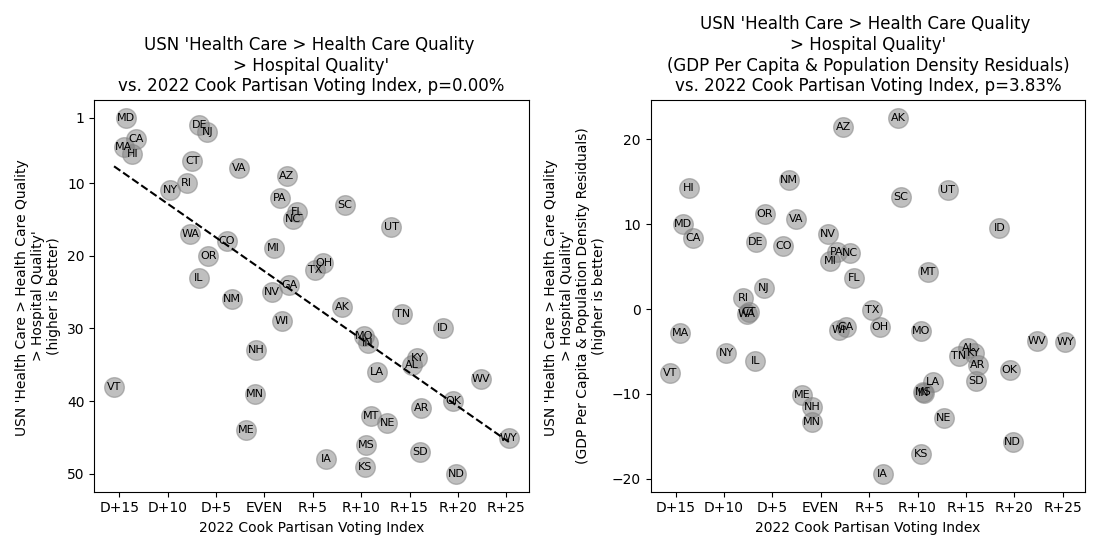 USN 'Health Care > Health Care Quality
> Hospital Quality'
vs. 2022 Cook Partisan Voting Index, p=0.00%
USN 'Health Care > Health Care Quality
> Hospital Quality'
(higher is better)
1
10
20
30
40
50
MD
DE
NJ
CA
MA
HI
CT
VA
AZ
RI
NY
PA
SC
FL
NC
UT
WA
CO
MI
OR
OH
TX
IL
GA
NV
NM
AK
TN
WI
ID
MO
IN
NH
KY
AL
LA
WV
VT
MN
OK
AR
MT
NE
ME
WY
MS
SD
IA
KS
ND
D+15 D+10 D+5 EVEN R+5 R+10 R+15 R+20 R+25
2022 Cook Partisan Voting Index
USN 'Health Care > Health Care Quality
> Hospital Quality'
(GDP Per Capita & Population Density Residuals)
vs. 2022 Cook Partisan Voting Index, p=3.83%
USN 'Health Care > Health Care Quality
> Hospital Quality'
(GDP Per Capita & Population Density Residuals)
(higher is better)
20
10
0
−10
−20
AK
AZ
NM
HI
UT
SC
OR
VA
MD
ID
NV
CA
DE
CO
PA
NC
MI
MT
FL
NJ
RI
TX
CT
WA
GA
OH
WI
MO
MA
WV
WY
AL
NY
KY
TN
IL
AR
OK
VT
SD
LA
MS
IN
ME
NH
NE
MN
ND
KS
IA
D+15 D+10 D+5 EVEN R+5 R+10 R+15 R+20 R+25
2022 Cook Partisan Voting Index